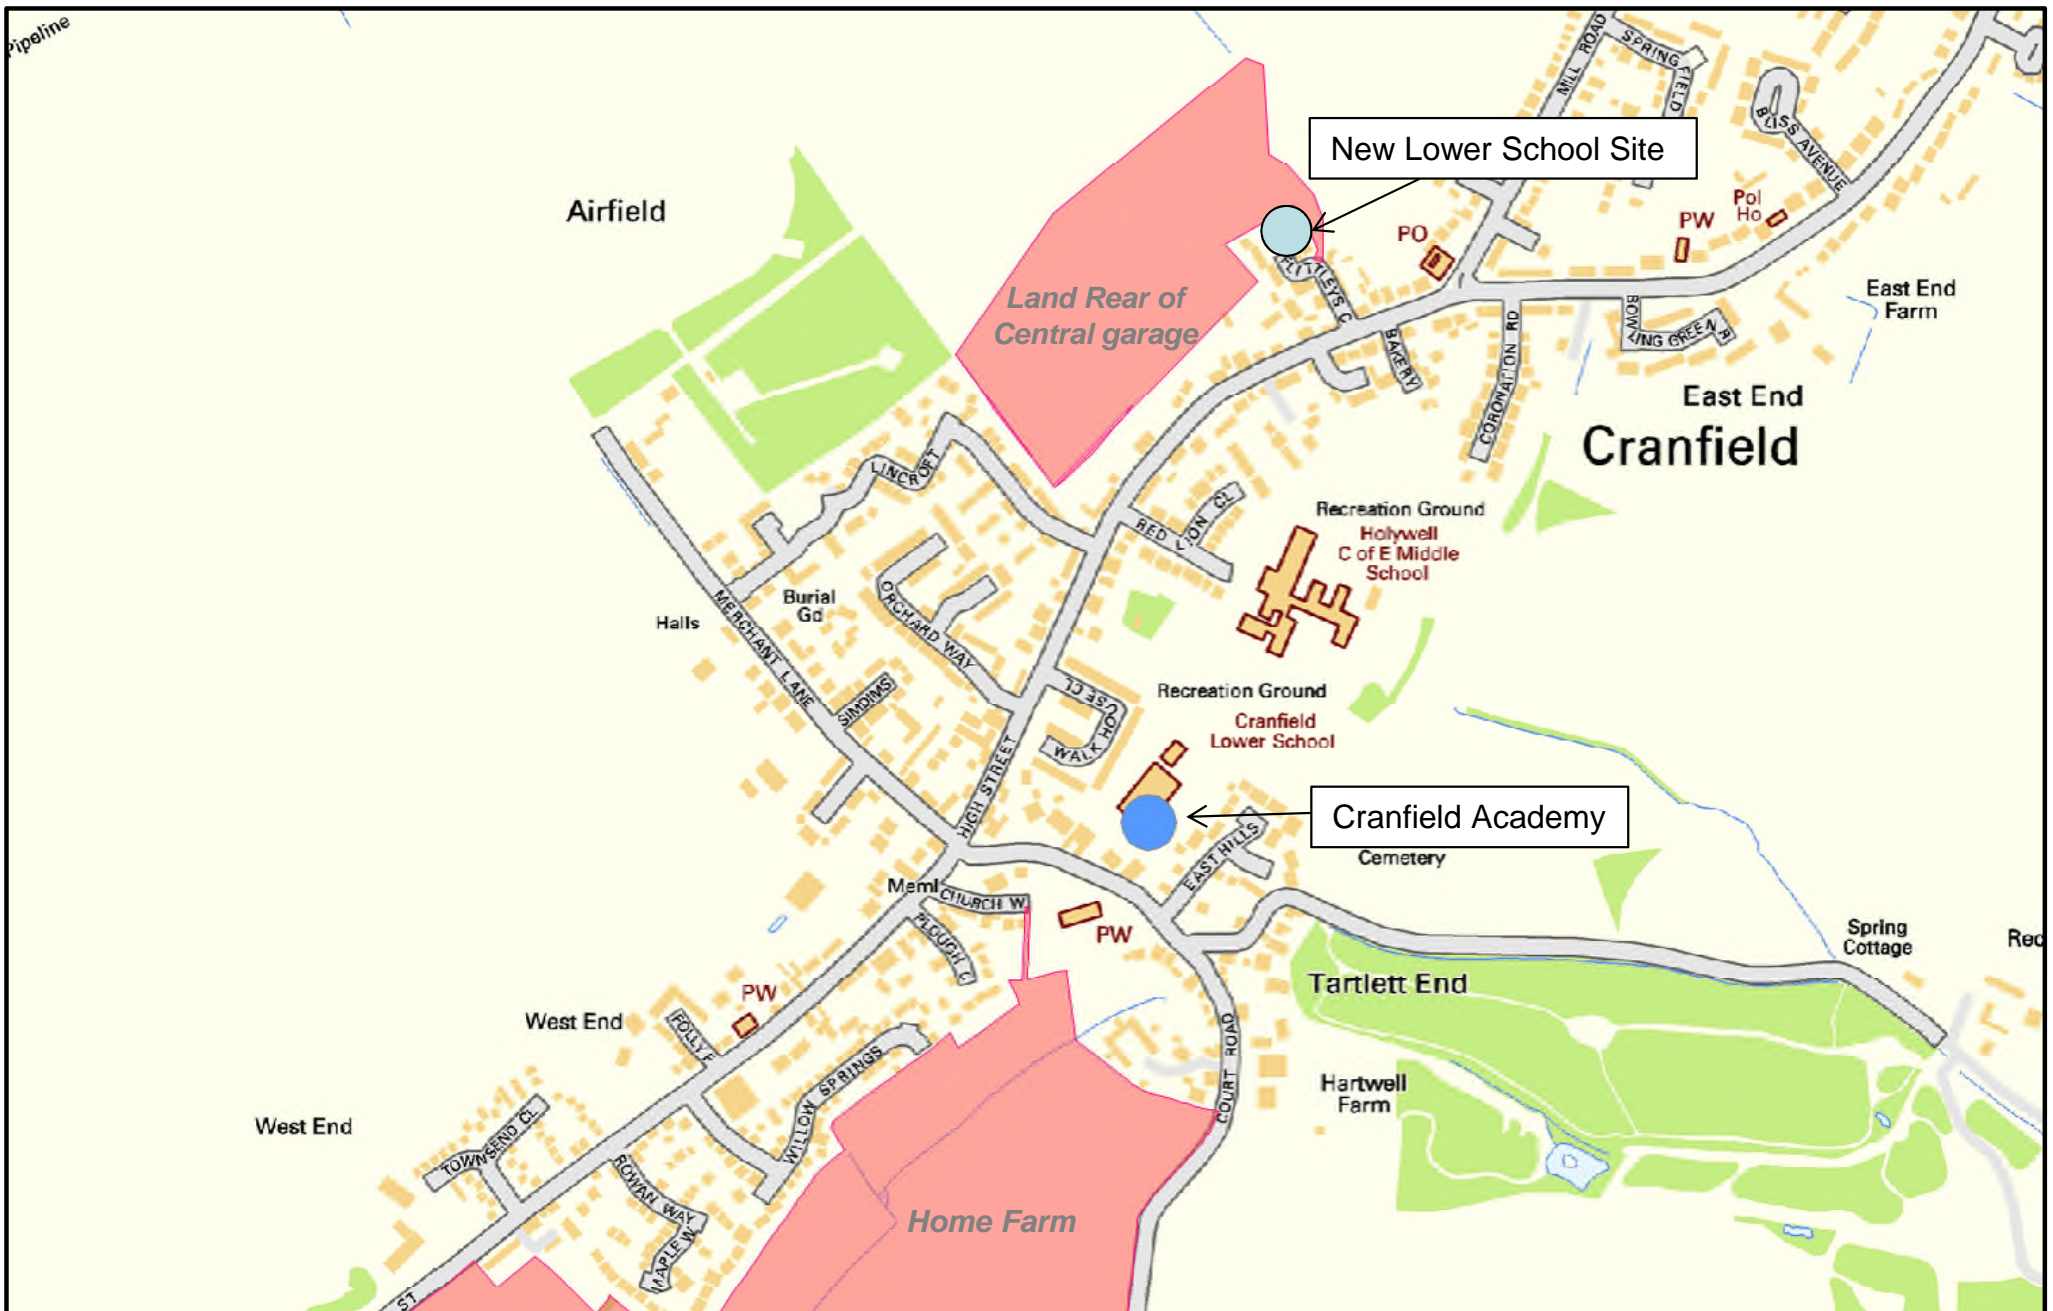 Pipeline
MILL ROAD
SPRINGFIELD
BLISS AVENUE
New Lower School Site
Airfield
Pol
Ho
PW
PO
Land Rear of
Central garage
East End
Farm
BAKERY
CORONATION RD
BOWLING GREEN R
East End
Cranfield
LINCROFT
RED LION CL
Recreation Ground
Holywell
C of E Middle
School
Burial
Gd
Halls
MERCHANT LANE
ORCHARD WAY
SIMDIMS
WALK HOUSE CL
Recreation Ground
Cranfield
Lower School
HIGH STREET
Cranfield Academy
EAST HILLS
Cemetery
Meml
CHURCH W
PLOUGH C
PW
Spring
Cottage
Rec
Tartlett End
PW
West End
FOLLY
WILLOW SPRINGS
COURT ROAD
Hartwell
Farm
West End
TOWNSEND CL
ROWAN WAY
MAPLE W
Home Farm
ST